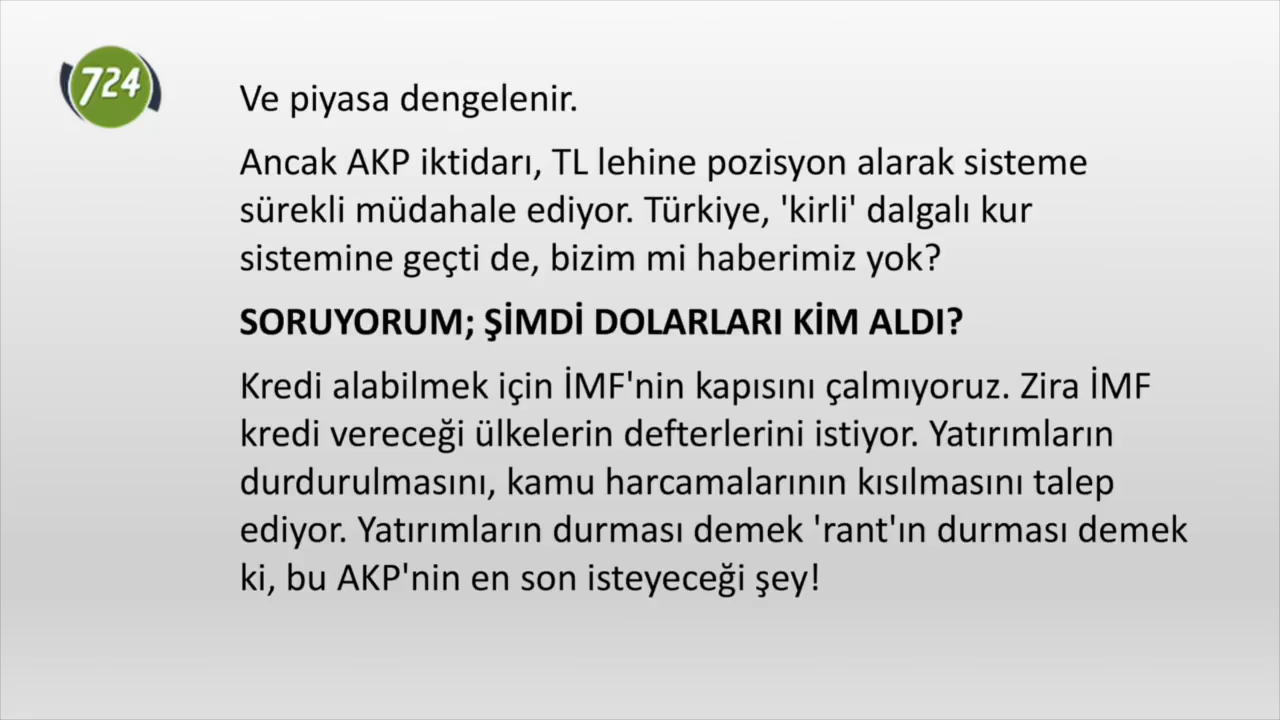 724
Ve piyasa dengelenir.
Ancak AKP iktidarı, TL lehine pozisyon alarak sisteme
sürekli müdahale ediyor. Türkiye, 'kirli' dalgalı kur
sistemine geçti de, bizim mi haberimiz yok?
SORUYORUM; ŞİMDİ DOLARLARI KİM ALDI?
Kredi alabilmek için İMF'nin kapısını çalmıyoruz. Zira İMF
kredi vereceği ülkelerin defterlerini istiyor. Yatırımların
durdurulmasını, kamu harcamalarının kısılmasını talep
ediyor. Yatırımların durması demek 'rant'ın durması demek
ki, bu AKP'nin en son isteyeceği şey!